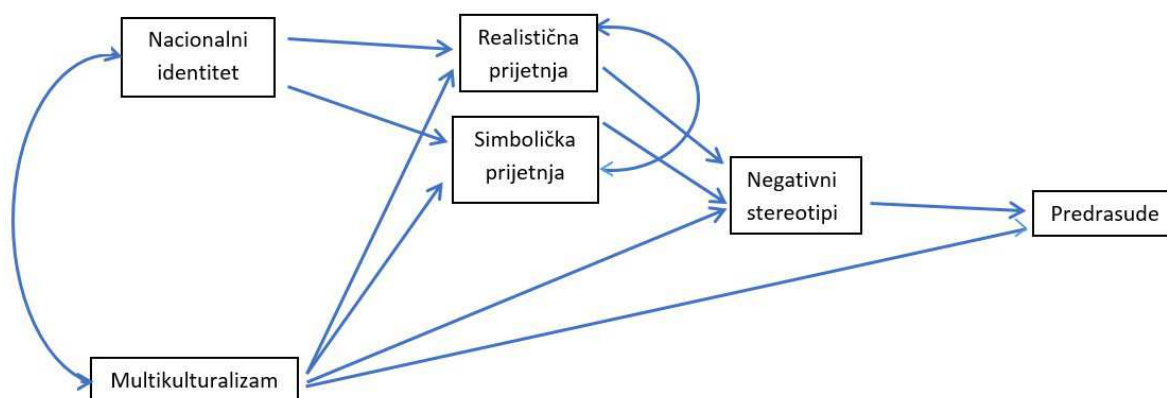 Nacionalni
identitet
Realistična
prijetnja
Simbolička
prijetnja
Negativni
stereotipi
Predrasude
Multikulturalizam